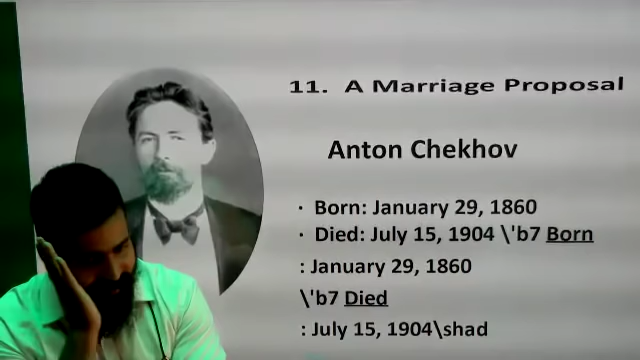 11. A Marriage Proposal
Anton Chekhov
· Born: January 29, 1860
· Died: July 15, 1904 \'b7 Born
: January 29, 1860
\'b7 Died
: July 15, 1904\shad